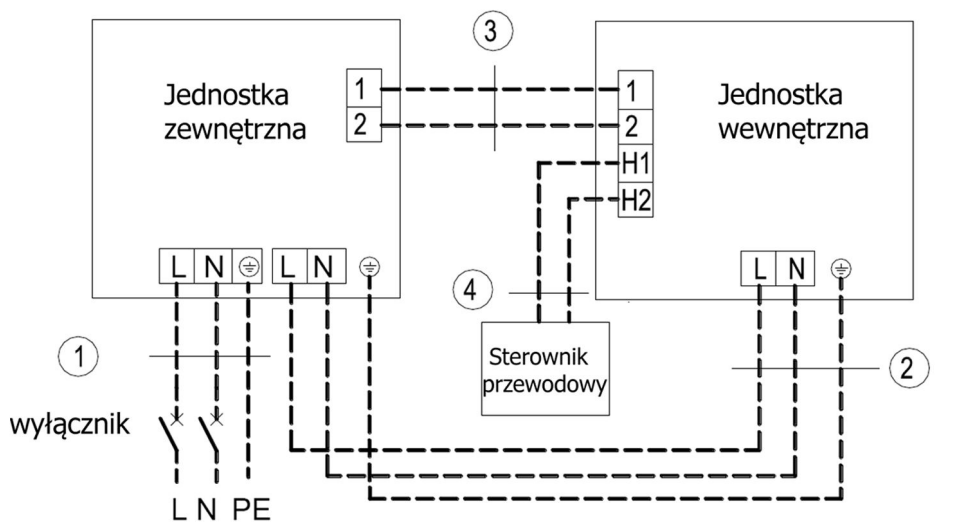 3
Jednostka
zewnętrzna
1
2
1
2
H1
H2
Jednostka
wewnętrzna
L N
L N
L N
4
1
Sterownik
przewodowy
2
wyłącznik
L N PE